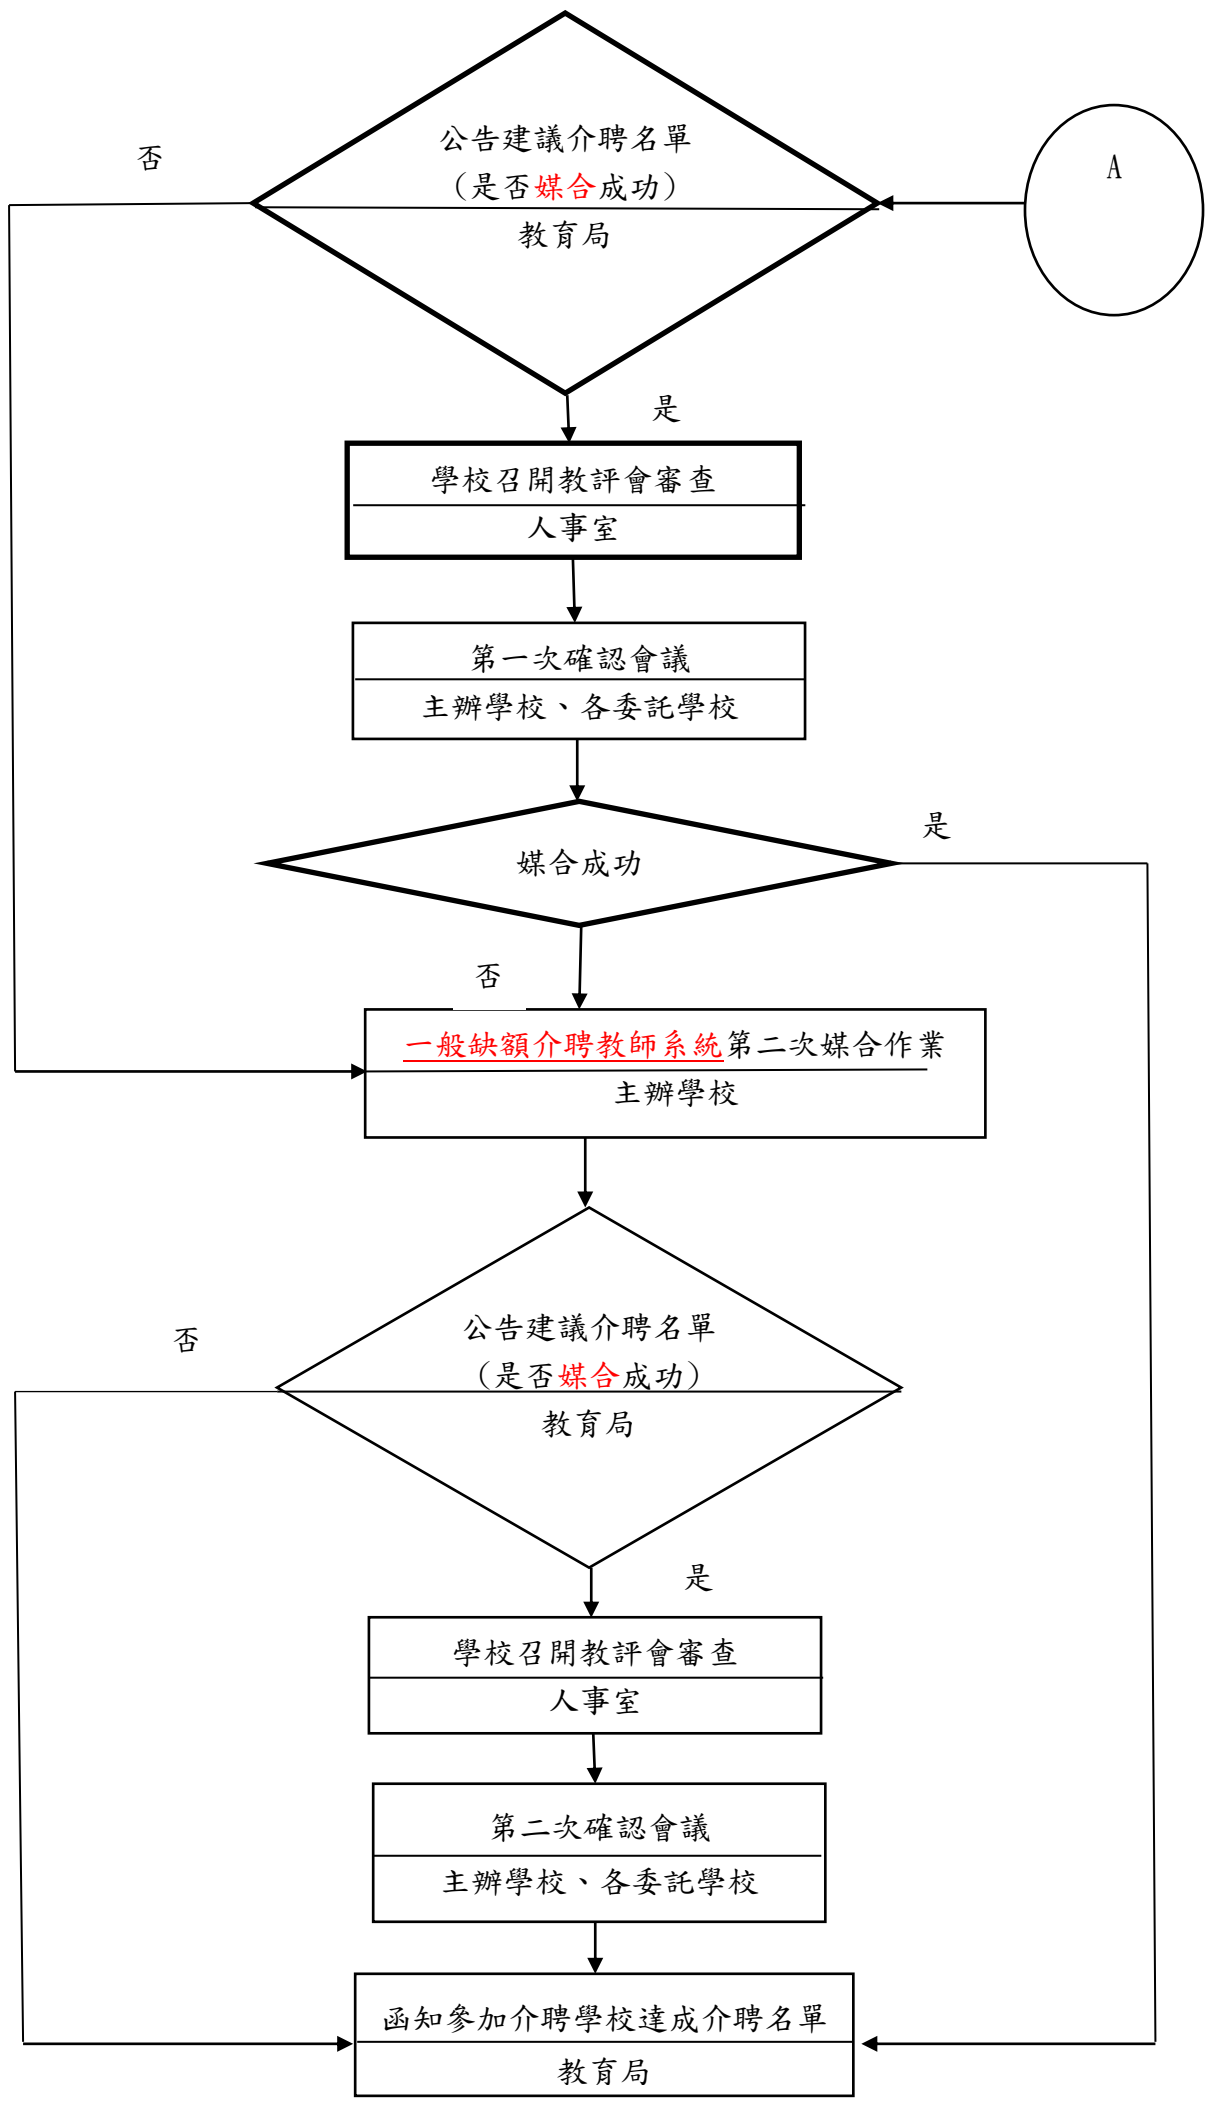 公告建議介聘名單
（是否媒合成功）
教育局
否
A
是
學校召開教評會審查
人事室
第一次確認會議
主辦學校、各委託學校
媒合成功
是
否
一般缺額介聘教師系統第二次媒合作業
主辦學校
公告建議介聘名單
（是否媒合成功）
教育局
否
是
學校召開教評會審查
人事室
第二次確認會議
主辦學校、各委託學校
函知參加介聘學校達成介聘名單
教育局